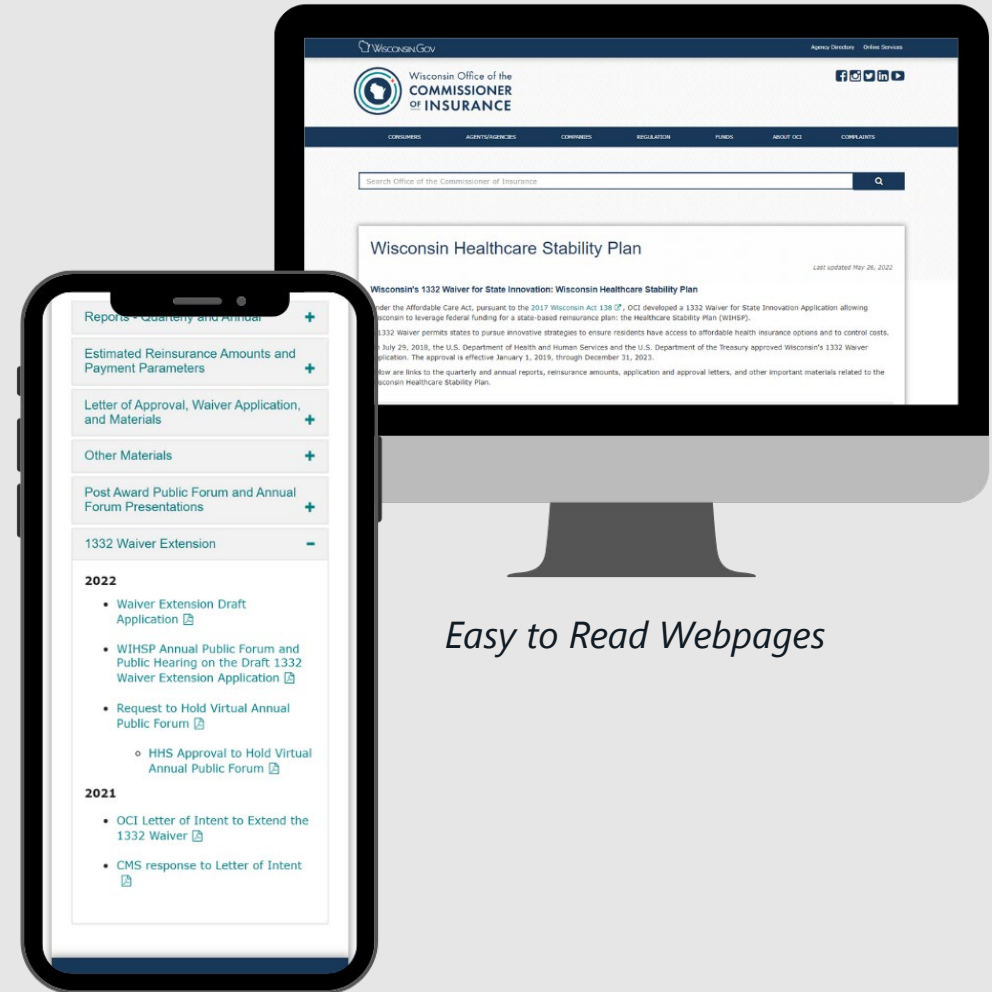 WISCONSIN.GOV
Agency Directory Online Services
Wisconsin Office of the
COMMISSIONER
OF INSURANCE
CONSUMERS AGENTS/AGENCIES COMPANIES REGULATION FUNDS ABOUT OCI COMPLAINTS
Search Office of the Commissioner of Insurance
Wisconsin Healthcare Stability Plan
Last updated May 26, 2022
Wisconsin's 1332 Waiver for State Innovation: Wisconsin Healthcare Stability Plan
nder the Affordable Care Act, pursuant to the 2017 Wisconsin Act 138, OCI developed a 1332 Waiver for State Innovation Application allowing
isconsin to leverage federal funding for a state-based reinsurance plan: the Healthcare Stability Plan (WIHSP).
1332 Waiver permits states to pursue innovative strategies to ensure residents have access to affordable health insurance options and to control costs.
July 29, 2018, the U.S. Department of Health and Human Services and the U.S. Department of the Treasury approved Wisconsin's 1332 Waiver
plication. The approval is effective January 1, 2019, through December 31, 2023.
low are links to the quarterly and annual reports, reinsurance amounts, application and approval letters, and other important materials related to the
isconsin Healthcare Stability Plan.
Reports - Quarterly and Annual +
Estimated Reinsurance Amounts and
Payment Parameters +
Letter of Approval, Waiver Application,
and Materials +
Other Materials +
Post Award Public Forum and Annual
Forum Presentations +
1332 Waiver Extension -
2022
• Waiver Extension Draft
Application
• WIHSP Annual Public Forum and
Public Hearing on the Draft 1332
Waiver Extension Application
• Request to Hold Virtual Annual
Public Forum
◦ HHS Approval to Hold Virtual
Annual Public Forum
2021
• OCI Letter of Intent to Extend the
1332 Waiver
• CMS response to Letter of Intent
Easy to Read Webpages